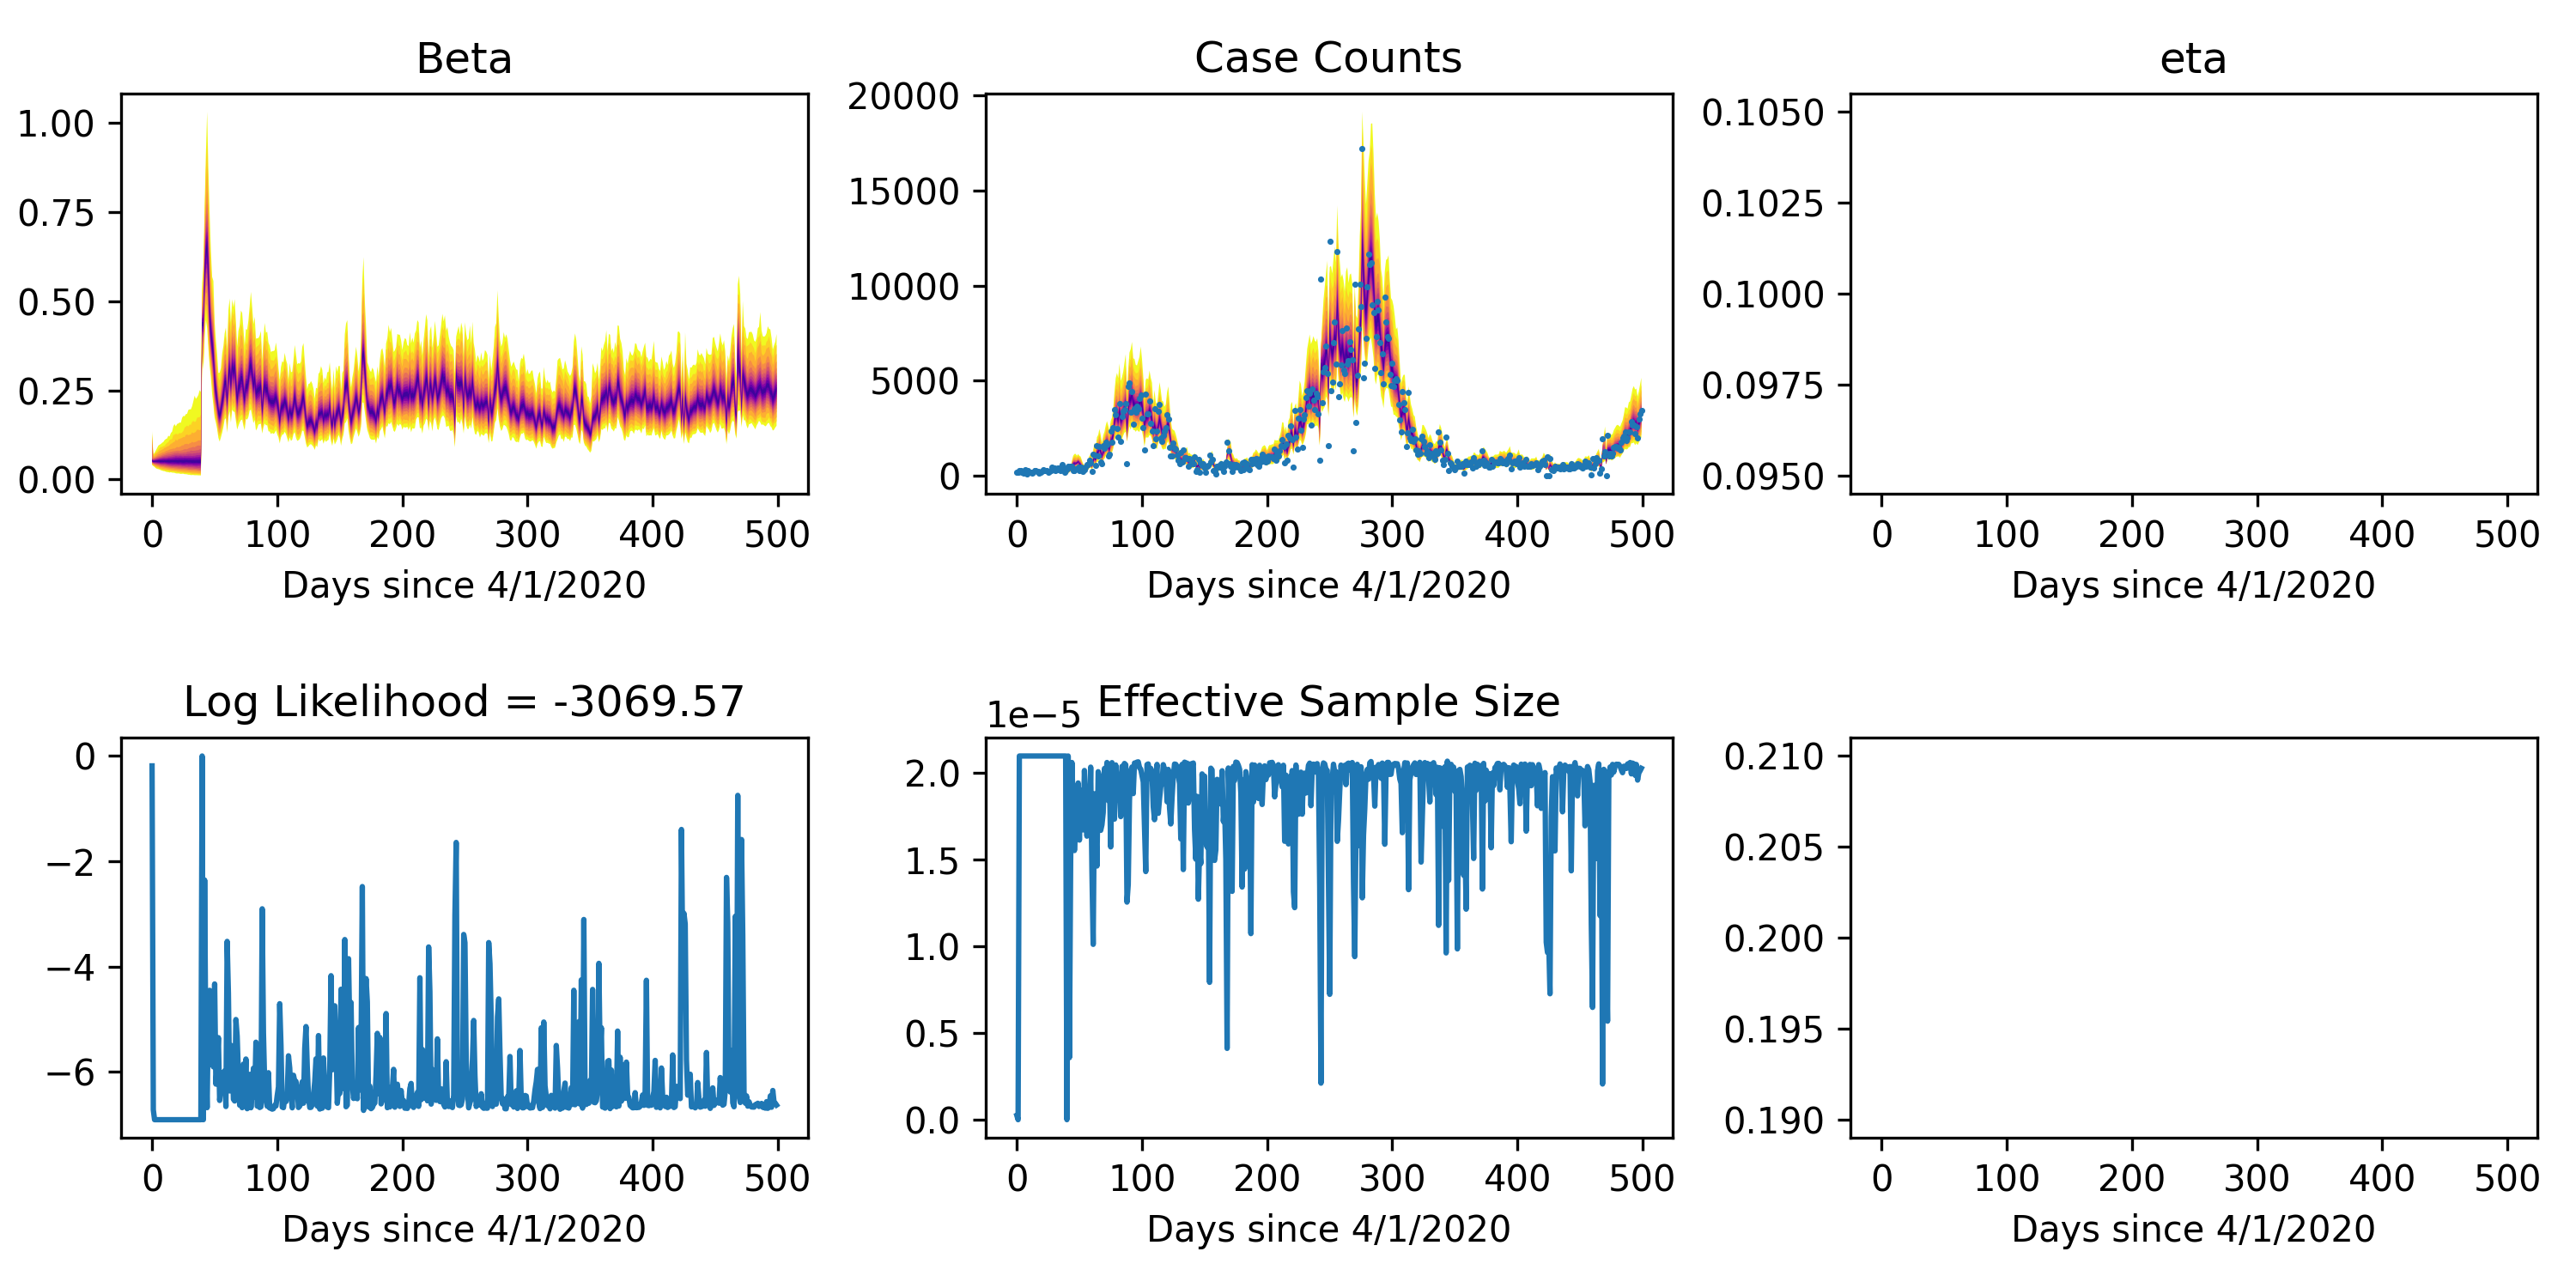 Beta
1.00
0.75
0.50
0.25
0.00
0 100 200 300 400 500
Days since 4/1/2020
Case Counts
20000
15000
10000
5000
0
0 100 200 300 400 500
Days since 4/1/2020
eta
0.1050
0.1025
0.1000
0.0975
0.0950
0 100 200 300 400 500
Days since 4/1/2020
Log Likelihood = -3069.57
0
−2
−4
−6
0 100 200 300 400 500
Days since 4/1/2020
Effective Sample Size
1e−5
2.0
1.5
1.0
0.5
0.0
0 100 200 300 400 500
Days since 4/1/2020
0.210
0.205
0.200
0.195
0.190
0 100 200 300 400 500
Days since 4/1/2020